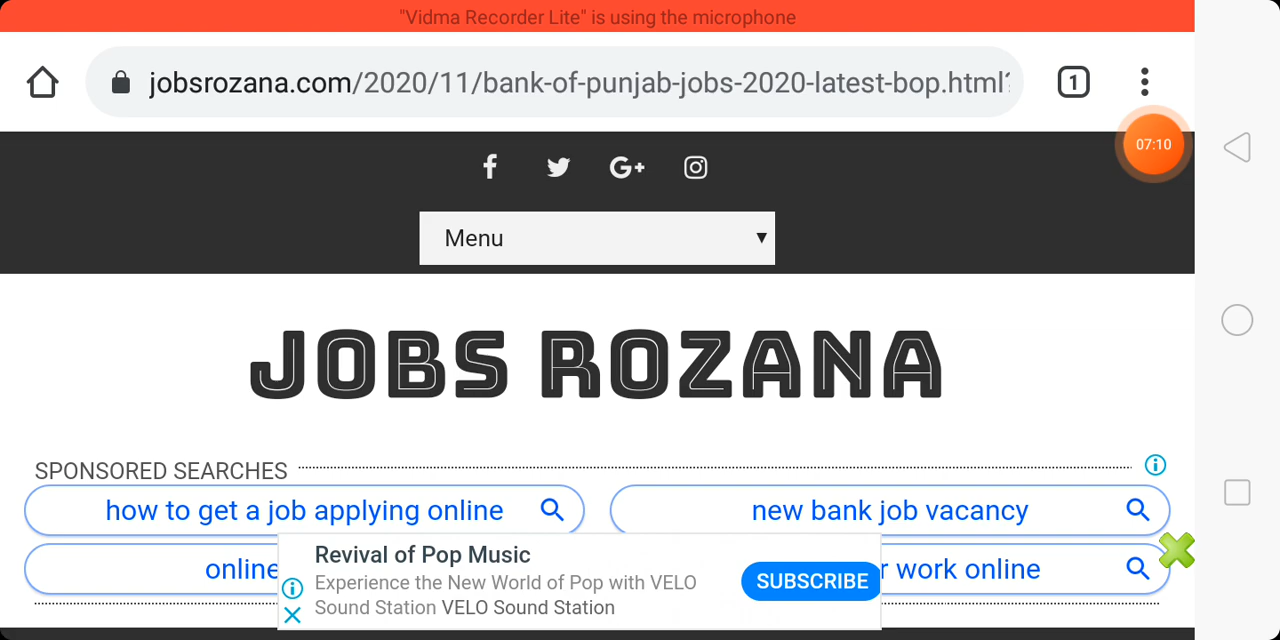 "Vidma Recorder Lite" is using the microphone
jobsrozana.com/2020/11/bank-of-punjab-jobs-2020-latest-bop.html?
1
07:10
Menu
JOBS ROZANA
SPONSORED SEARCHES
how to get a job applying online
new bank job vacancy
online
r work online
Revival of Pop Music
Experience the New World of Pop with VELO
Sound Station VELO Sound Station
SUBSCRIBE